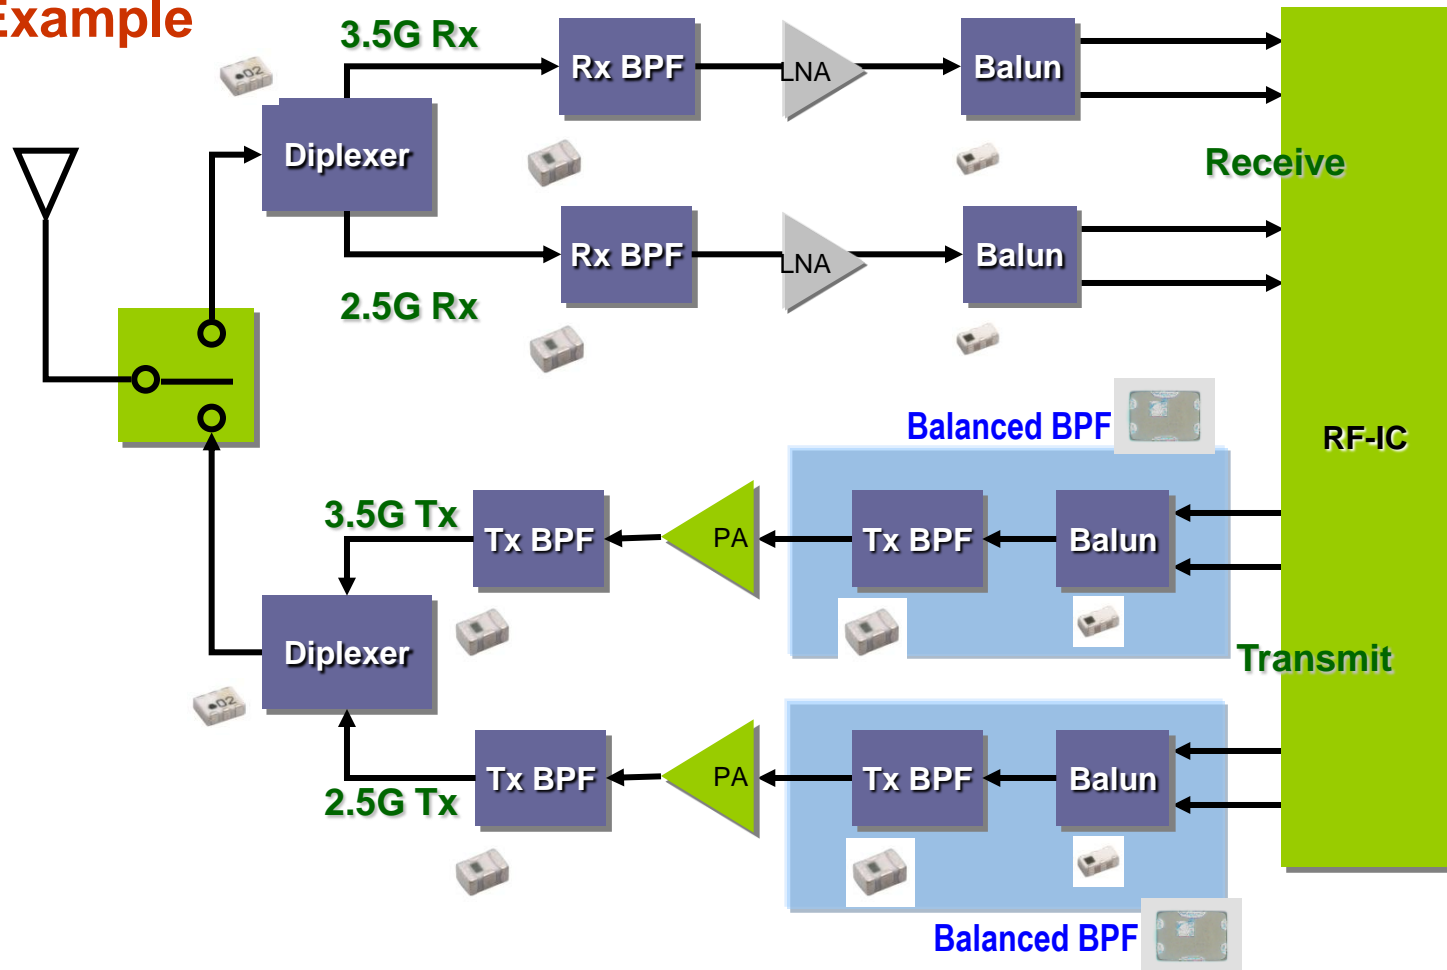 Example
3.5G Rx
Rx BPF
LNA
Balun
Diplexer
Receive
2.5G Rx
Rx BPF
LNA
Balun
RF-IC
Balanced BPF
3.5G Tx
Tx BPF
PA
Tx BPF
Balun
Diplexer
Transmit
2.5G Tx
Tx BPF
PA
Tx BPF
Balun
Balanced BPF
02
02